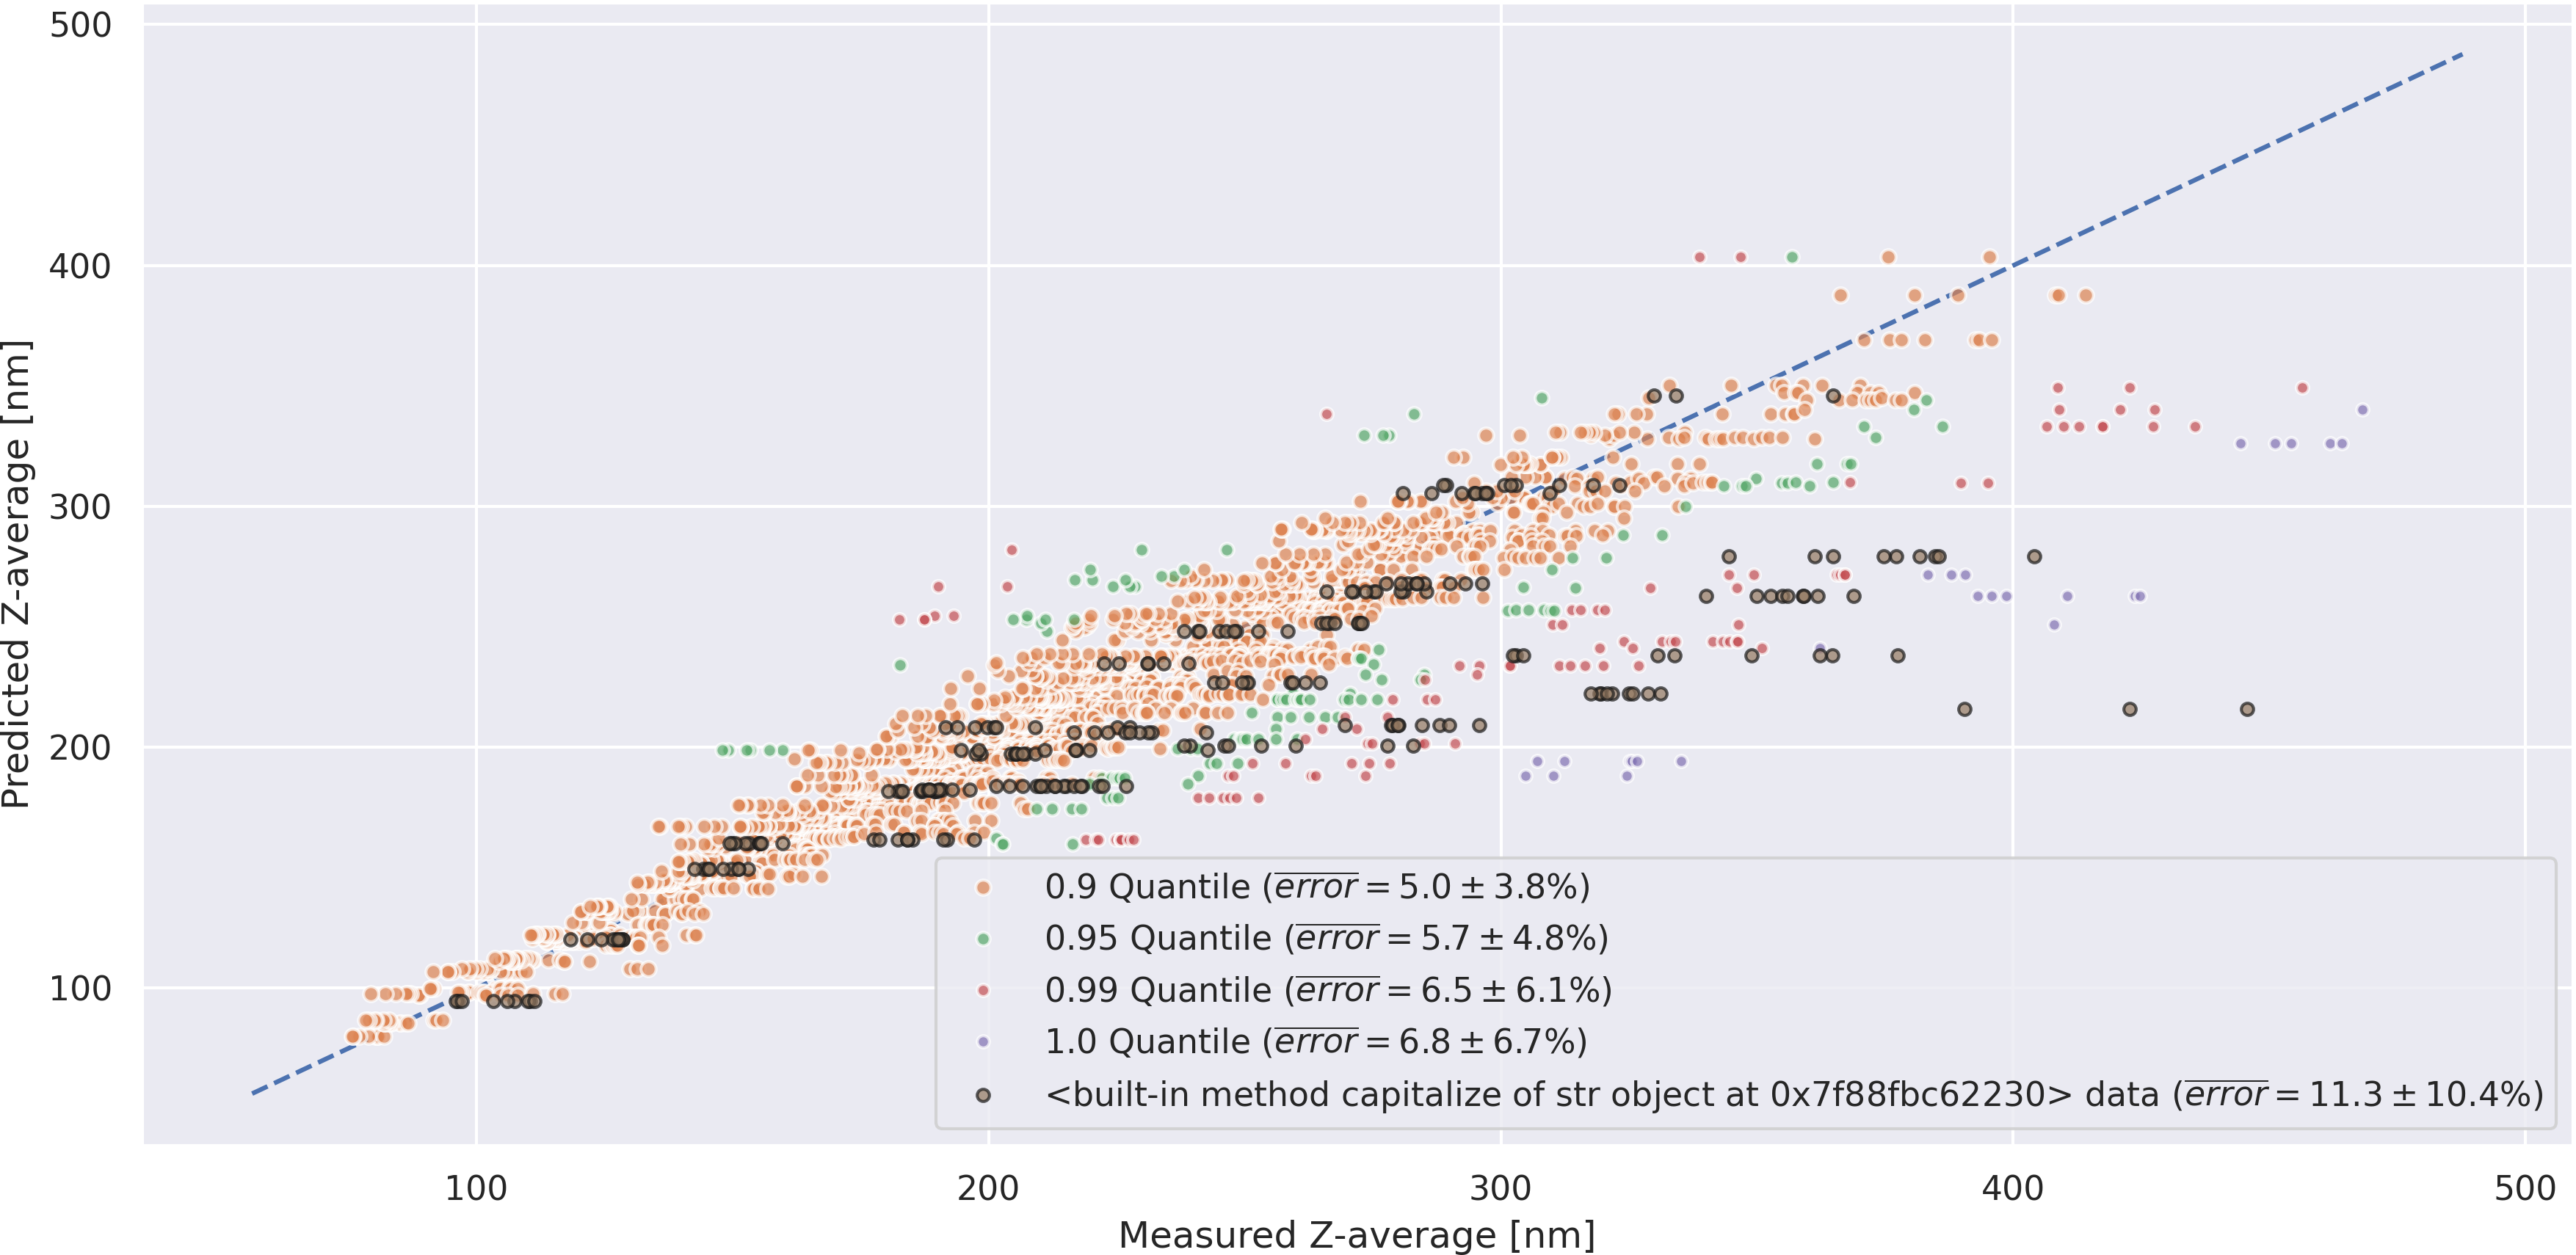 500
400
300
200
100
Predicted Z-average [nm]
0.9 Quantile (error = 5.0 ± 3.8%)
0.95 Quantile (error = 5.7 ± 4.8%)
0.99 Quantile (error = 6.5 ± 6.1%)
1.0 Quantile (error = 6.8 ± 6.7%)
<built-in method capitalize of str object at 0x7f88fbc62230> data (error = 11.3 ± 10.4%)
100 200 300 400 500
Measured Z-average [nm]